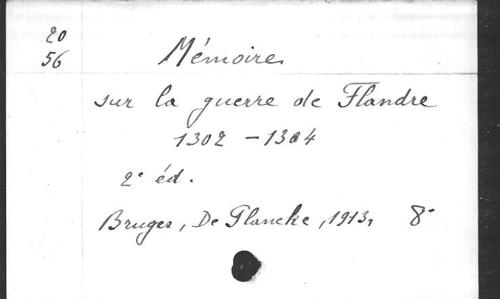 20
56
Mémoire
sur la guerre de Flandre
1302 - 1304
2e éd.
Bruges, De Plancke, 1913, 8°